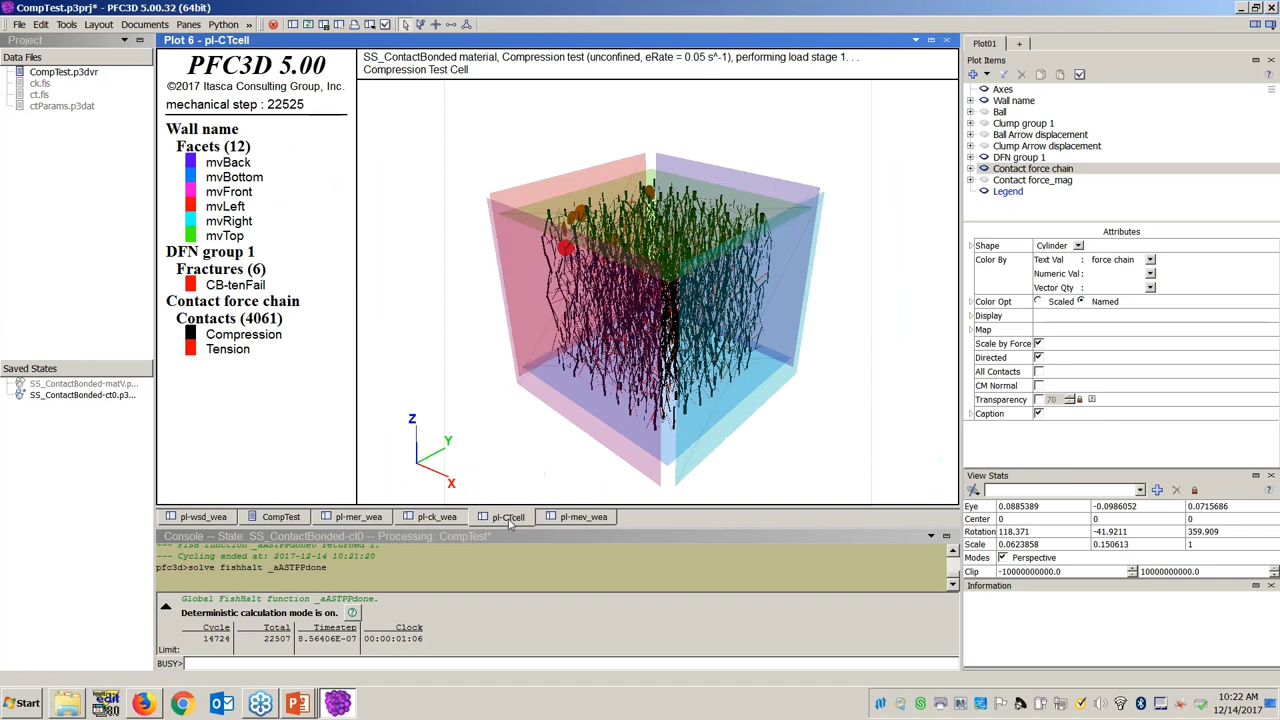 CompTest.p3prj* - PFC3D 5.00.32 (64bit)
File Edit Tools Layout Documents Panes Python »
Project
Data Files
CompTest.p3dvr
ck.fis
ct.fis
ctParams.p3dat
Saved States
SS_ContactBonded-matV.p...
SS_ContactBonded-ct0.p3...
Plot 6 - pl-CTcell
PFC3D 5.00
©2017 Itasca Consulting Group, Inc.
mechanical step : 22525
Wall name
Facets (12)
mvBack
mvBottom
mvFront
mvLeft
mvRight
mvTop
DFN group 1
Fractures (6)
CB-tenFail
Contact force chain
Contacts (4061)
Compression
Tension
SS_ContactBonded material, Compression test (unconfined, eRate = 0.05 s^-1), performing load stage 1. . .
Compression Test Cell
Z
Y
X
pl-wsd_wea CompTest pl-mer_wea pl-ck_wea pl-CTcell pl-mev_wea
Console -- State: SS_ContactBonded-ct0 -- Processing: CompTest*
--- Fish function _aASTPPdone0 returned 1.
--- Cycling ended at: 2017-12-14 10:21:20
pfc3d>solve fishhalt _aASTPPdone
Global FishHalt function _aASTPPdone.
Deterministic calculation mode is on.
Cycle Total Timestep Clock
14724 22507 8.56406E-07 00:00:01:06
Limit:
BUSY>
Plot01 +
Plot Items
Axes
Wall name
Ball
Clump group 1
Ball Arrow displacement
Clump Arrow displacement
DFN group 1
Contact force chain
Contact force_mag
Legend
Attributes
Shape Cylinder
Color By Text Val : force chain
Numeric Val:
Vector Qty :
Color Opt Scaled Named
Display
Map
Scale by Force
Directed
All Contacts
CM Normal
Transparency 70
Caption
View Stats
Eye 0.0885389 -0.0986052 0.0715686
Center 0 0 0
Rotation 118.371 -41.9211 359.909
Scale 0.0623858 0.150613 1
Modes Perspective
Clip -10000000000.0 10000000000.0
Information
Start
10:22 AM
12/14/2017